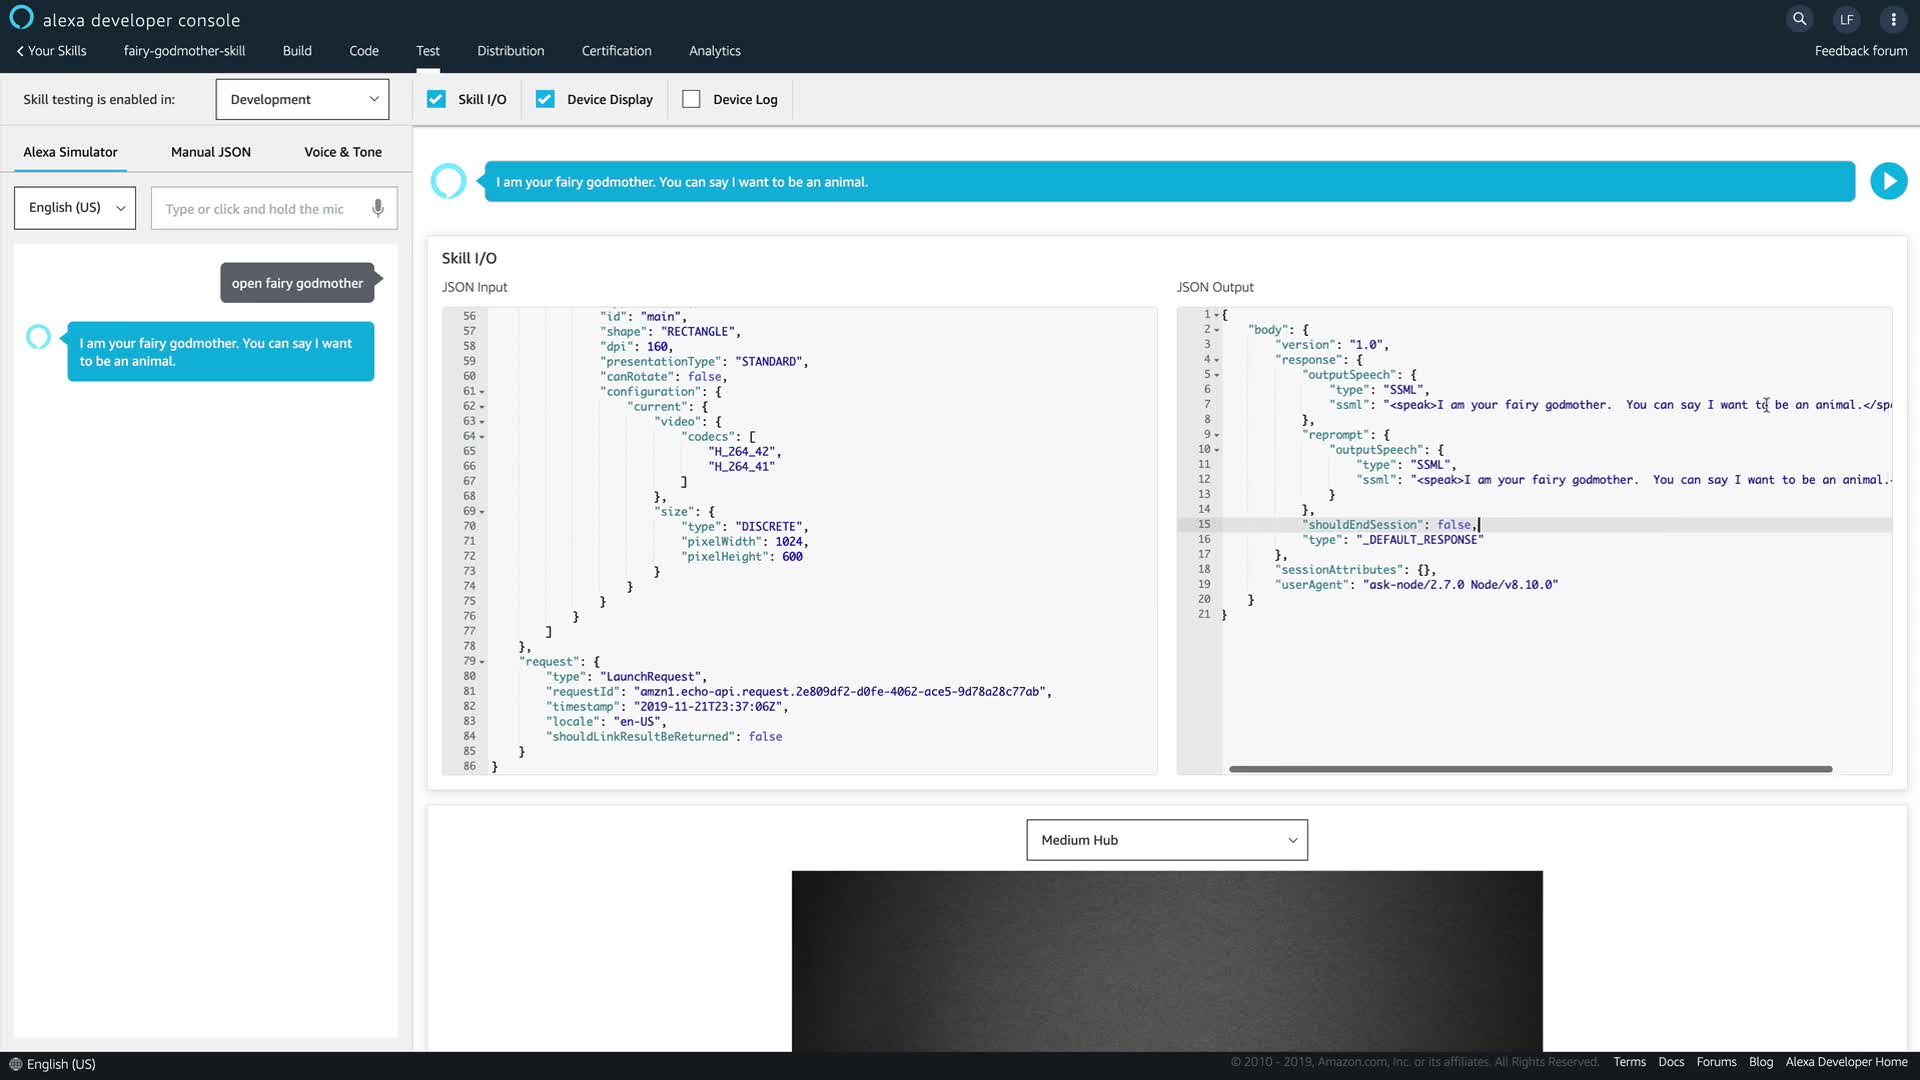 alexa developer console
LF
Your Skills
fairy-godmother-skill
Build
Code
Test
Distribution
Certification
Analytics
Feedback forum
Skill testing is enabled in:
Development
Skill I/O
Device Display
Device Log
Alexa Simulator
Manual JSON
Voice & Tone
English (US)
Type or click and hold the mic
open fairy godmother
I am your fairy godmother. You can say I want
to be an animal.
I am your fairy godmother. You can say I want to be an animal.
Skill I/O
JSON Input
56 "id": "main",
57 "shape": "RECTANGLE",
58 "dpi": 160,
59 "presentationType": "STANDARD",
60 "canRotate": false,
61 "configuration": {
62 "current": {
63 "video": {
64 "codecs": [
65 "H_264_42",
66 "H_264_41"
67 ]
68 },
69 "size": {
70 "type": "DISCRETE",
71 "pixelWidth": 1024,
72 "pixelHeight": 600
73 }
74 }
75 }
76 }
77 ]
78 },
79 "request": {
80 "type": "LaunchRequest",
81 "requestId": "amzn1.echo-api.request.2e809df2-d0fe-4062-ace5-9d78a28c77ab",
82 "timestamp": "2019-11-21T23:37:06Z",
83 "locale": "en-US",
84 "shouldLinkResultBeReturned": false
85 }
86 }
JSON Output
1 {
2 "body": {
3 "version": "1.0",
4 "response": {
5 "outputSpeech": {
6 "type": "SSML",
7 "ssml": "<speak>I am your fairy godmother.  You can say I want to be an animal.</spe
8 },
9 "reprompt": {
10 "outputSpeech": {
11 "type": "SSML",
12 "ssml": "<speak>I am your fairy godmother.  You can say I want to be an animal.<
13 }
14 },
15 "shouldEndSession": false,
16 "type": "_DEFAULT_RESPONSE"
17 },
18 "sessionAttributes": {},
19 "userAgent": "ask-node/2.7.0 Node/v8.10.0"
20 }
21 }
Medium Hub
English (US)
© 2010 - 2019, Amazon.com, Inc. or its affiliates. All Rights Reserved.
Terms
Docs
Forums
Blog
Alexa Developer Home